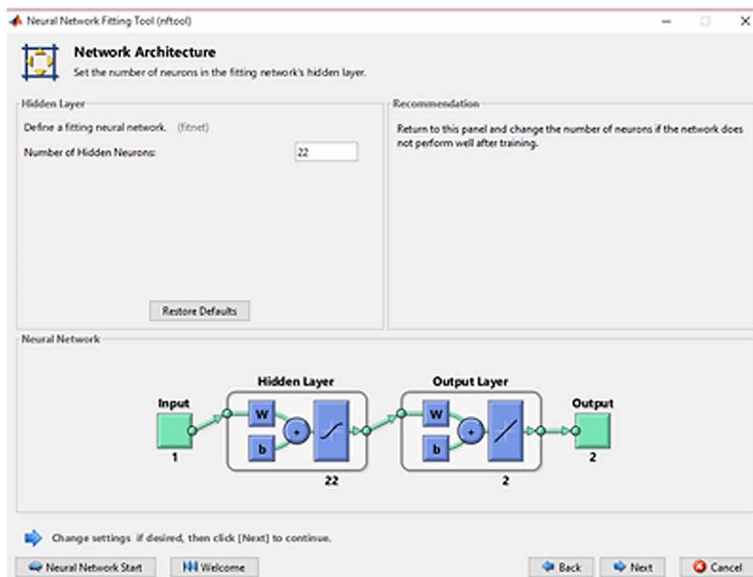 Neural Network Fitting Tool (nftool)
Network Architecture
Set the number of neurons in the fitting network's hidden layer.
Hidden Layer
Define a fitting neural network. (fitnet)
Number of Hidden Neurons: 22
Restore Defaults
Recommendation
Return to this panel and change the number of neurons if the network does
not perform well after training.
Neural Network
Hidden Layer Output Layer
Input Output
W W
+ +
b b
1 2
22 2
Change settings if desired, then click [Next] to continue.
Neural Network Start Welcome Back Next Cancel